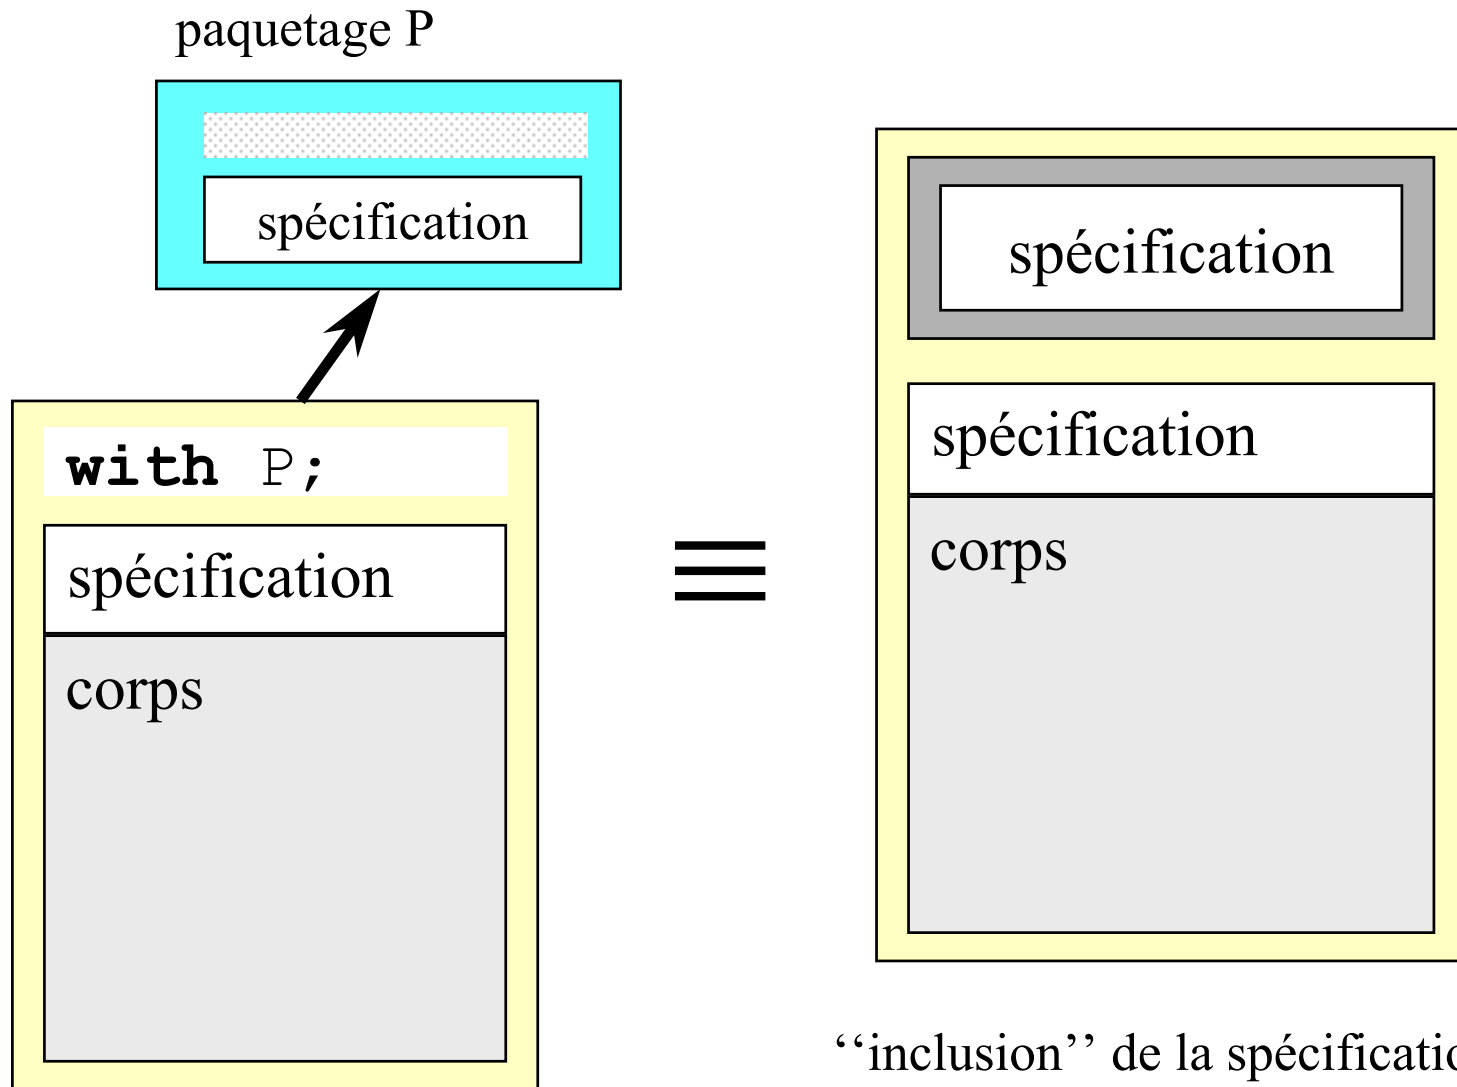 paquetage P
spécification
with P;
spécification
corps
≡
spécification
spécification
corps
‘‘inclusion’’ de la